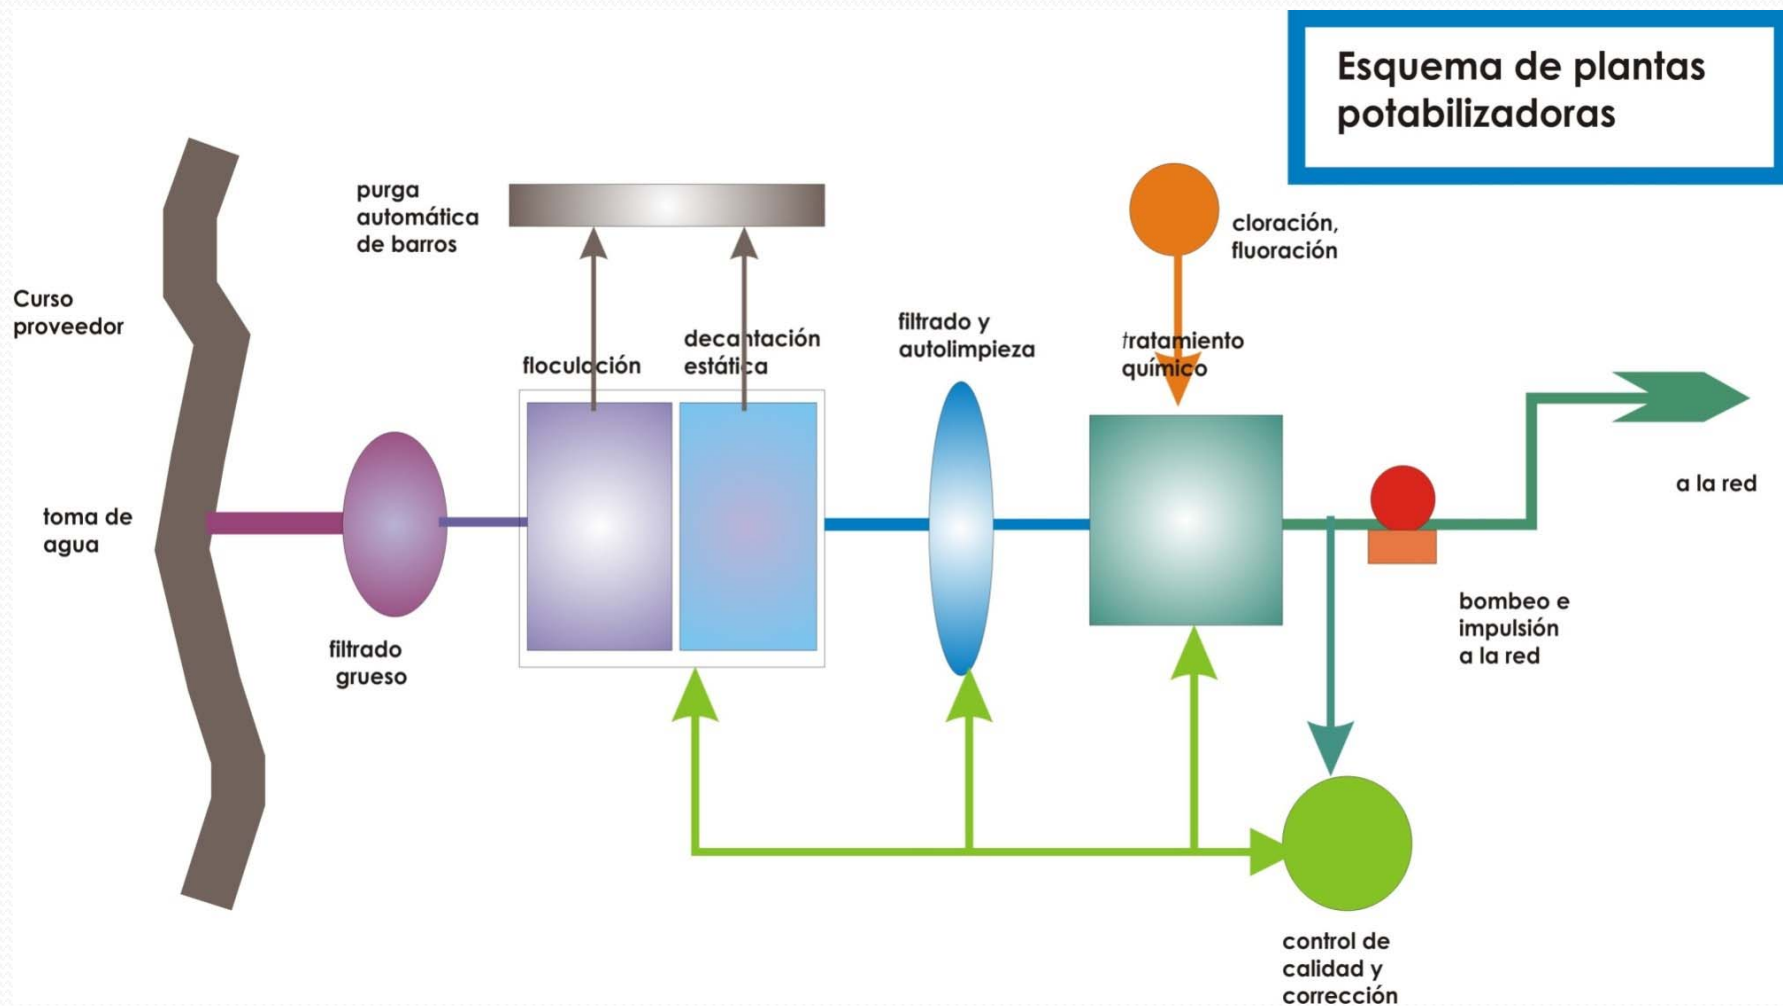 Esquema de plantas
potabilizadoras
purga
automática
de barros
cloración,
fluoración
Curso
proveedor
floculación
decantación
estática
filtrado y
autolimpieza
tratamiento
químico
toma de
agua
a la red
filtrado
grueso
bombeo e
impulsión
a la red
control de
calidad y
corrección